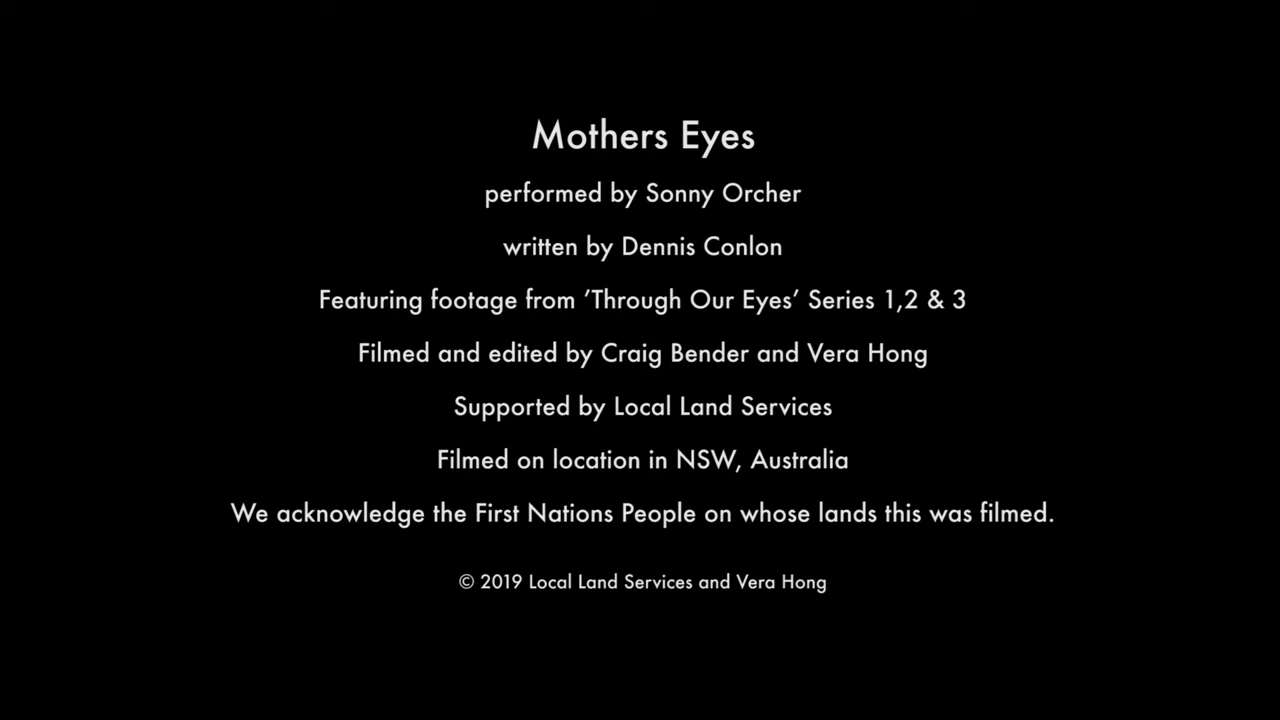 Mothers Eyes
performed by Sonny Orcher
written by Dennis Conlon
Featuring footage from ’Through Our Eyes’ Series 1,2 & 3
Filmed and edited by Craig Bender and Vera Hong
Supported by Local Land Services
Filmed on location in NSW, Australia
We acknowledge the First Nations People on whose lands this was filmed.
© 2019 Local Land Services and Vera Hong